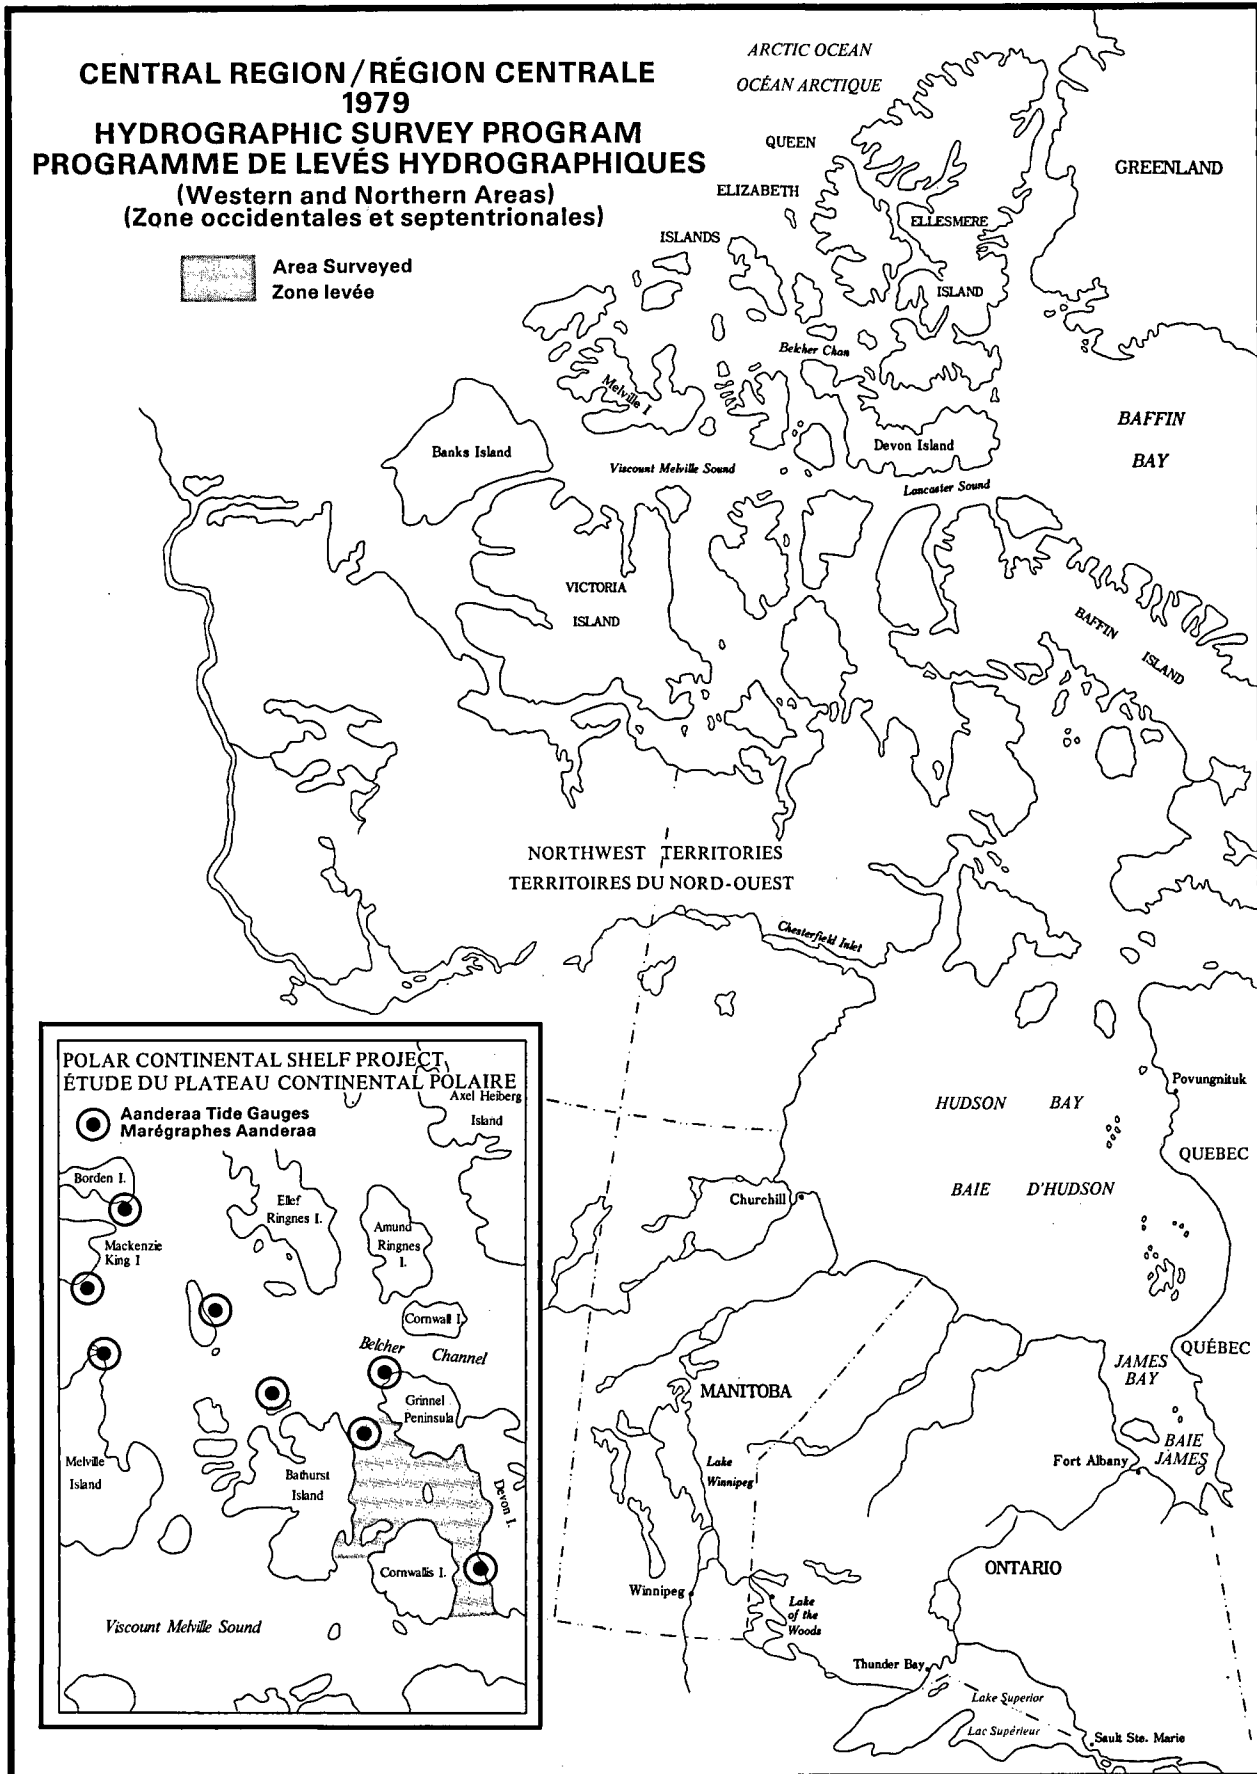 CENTRAL REGION/RÉGION CENTRALE
1979
HYDROGRAPHIC SURVEY PROGRAM
PROGRAMME DE LEVÉS HYDROGRAPHIQUES
(Western and Northern Areas)
(Zone occidentales et septentrionales)
Area Surveyed
Zone levée
ARCTIC OCEAN
OCÉAN ARCTIQUE
QUEEN
ELIZABETH
ISLANDS
GREENLAND
ELLESMERE
ISLAND
Belcher Chan
Melville I
Banks Island
Viscount Melville Sound
Devon Island
Lancaster Sound
BAFFIN
BAY
VICTORIA
ISLAND
BAFFIN
ISLAND
NORTHWEST TERRITORIES
TERRITOIRES DU NORD-OUEST
Chesterfield Inlet
POLAR CONTINENTAL SHELF PROJECT
ÉTUDE DU PLATEAU CONTINENTAL POLAIRE
Aanderaa Tide Gauges
Marégraphes Aanderaa
Axel Heiberg
Island
Borden I.
Ellef
Ringnes I.
Amund
Ringnes
I.
Mackenzie
King I
Cornwall I.
Belcher Channel
Grinnel
Peninsula
Melville
Island
Bathurst
Island
Devon I.
Cornwallis I.
Viscount Melville Sound
HUDSON BAY
BAIE D'HUDSON
Povungnituk
QUEBEC
Churchill
QUÉBEC
JAMES
BAY
BAIE
JAMES
MANITOBA
Lake
Winnipeg
Fort Albany
ONTARIO
Winnipeg
Lake
of the
Woods
Thunder Bay
Lake Superior
Lac Supérieur
Sault Ste. Marie